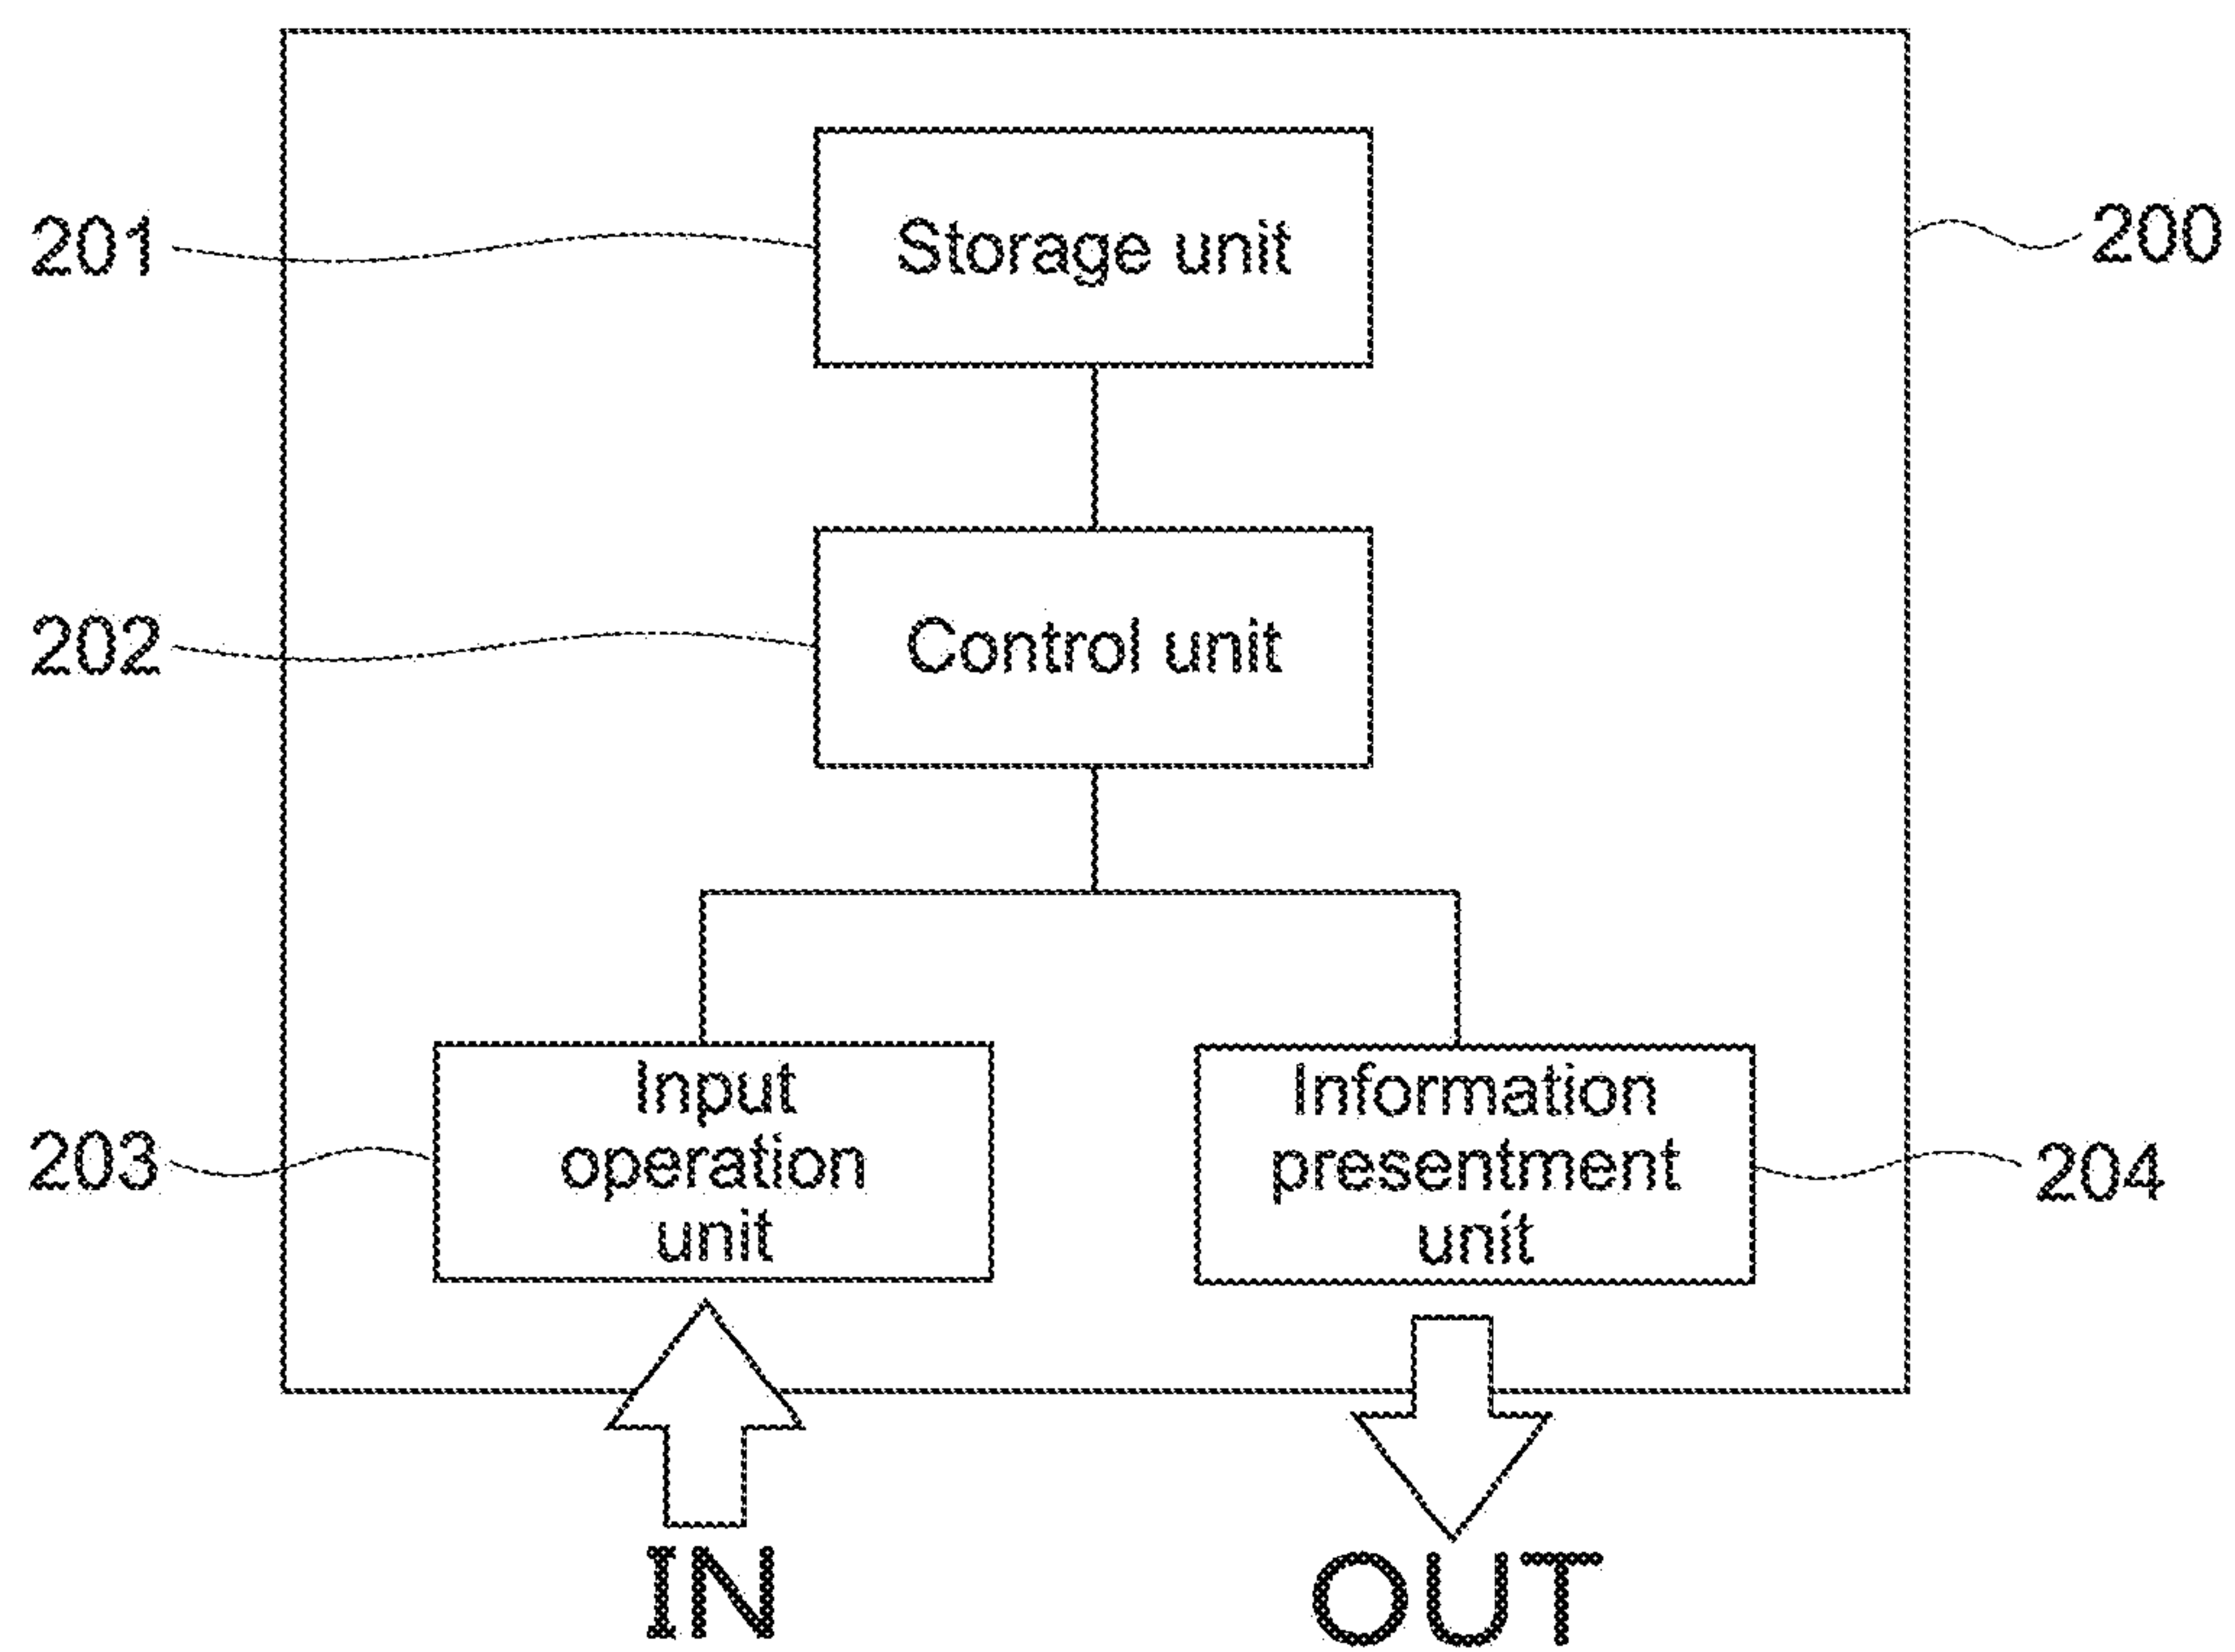 201
Storage unit
200
202
Control unit
203
Input
operation
unit
Information
presentment
unit
204
IN
OUT